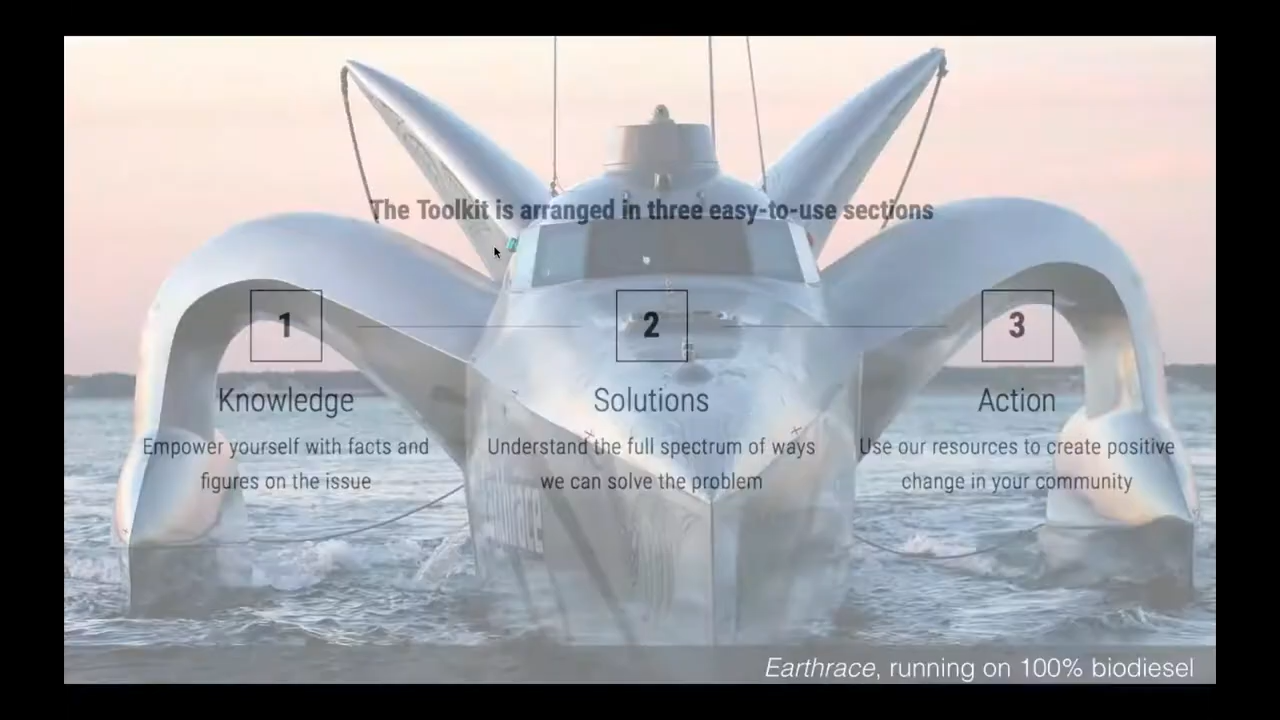 The Toolkit is arranged in three easy-to-use sections
1
2
3
Knowledge
Solutions
Action
Empower yourself with facts and
figures on the issue
Understand the full spectrum of ways
we can solve the problem
Use our resources to create positive
change in your community
Earthrace, running on 100% biodiesel